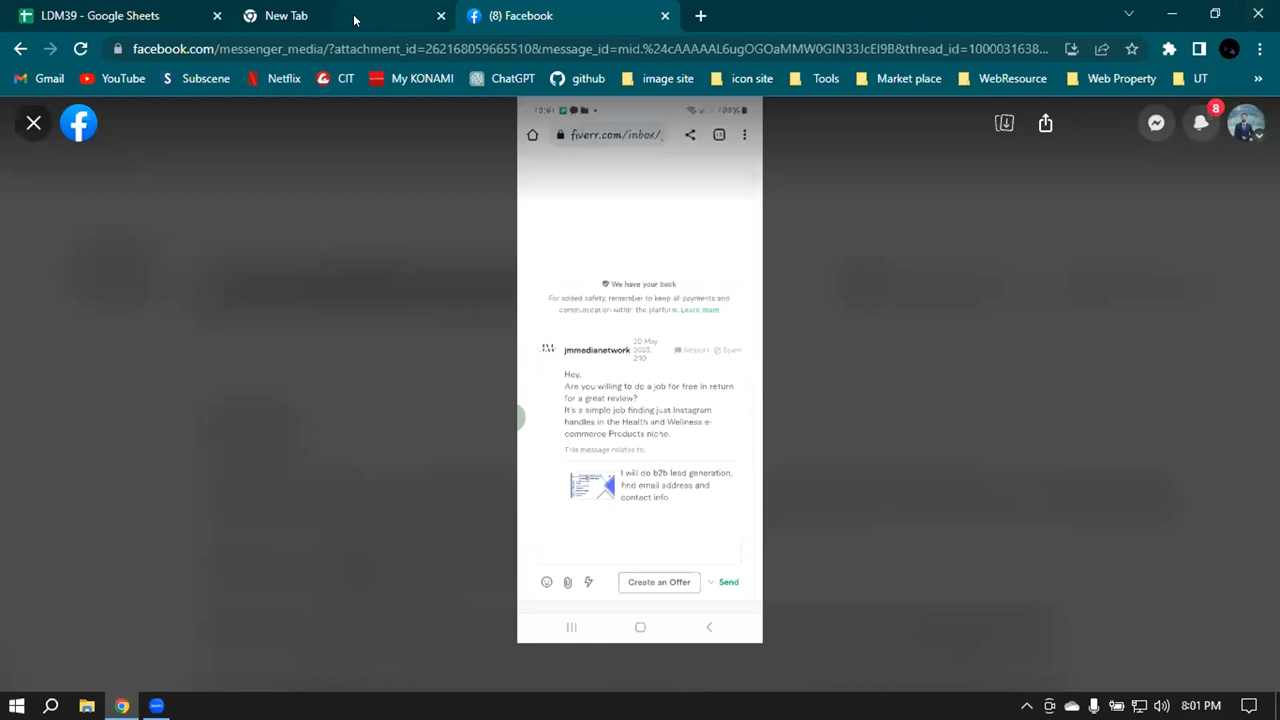 LDM39 - Google Sheets
New Tab
(8) Facebook
facebook.com/messenger_media/?attachment_id=262168059665510&message_id=mid.%24cAAAAAL6ugOGOaMMW0GIN33JcEI9B&thread_id=1000031638...
Gmail
YouTube
Subscene
Netflix
CIT
My KONAMI
ChatGPT
github
image site
icon site
Tools
Market place
WebResource
Web Property
UT
8
100%
fiverr.com/inbox/
We have your back
For added safety, remember to keep all payments and
communication within the platform. Learn more
jmmedianetwork
20 May
2023,
2:10
Report
Spam
Hey,
Are you willing to do a job for free in return
for a great review?
It's a simple job finding just Instagram
handles in the Health and Wellness e-
commerce Products niche.
This message relates to:
I will do b2b lead generation,
find email address and
contact info
Create an Offer
Send
8:01 PM